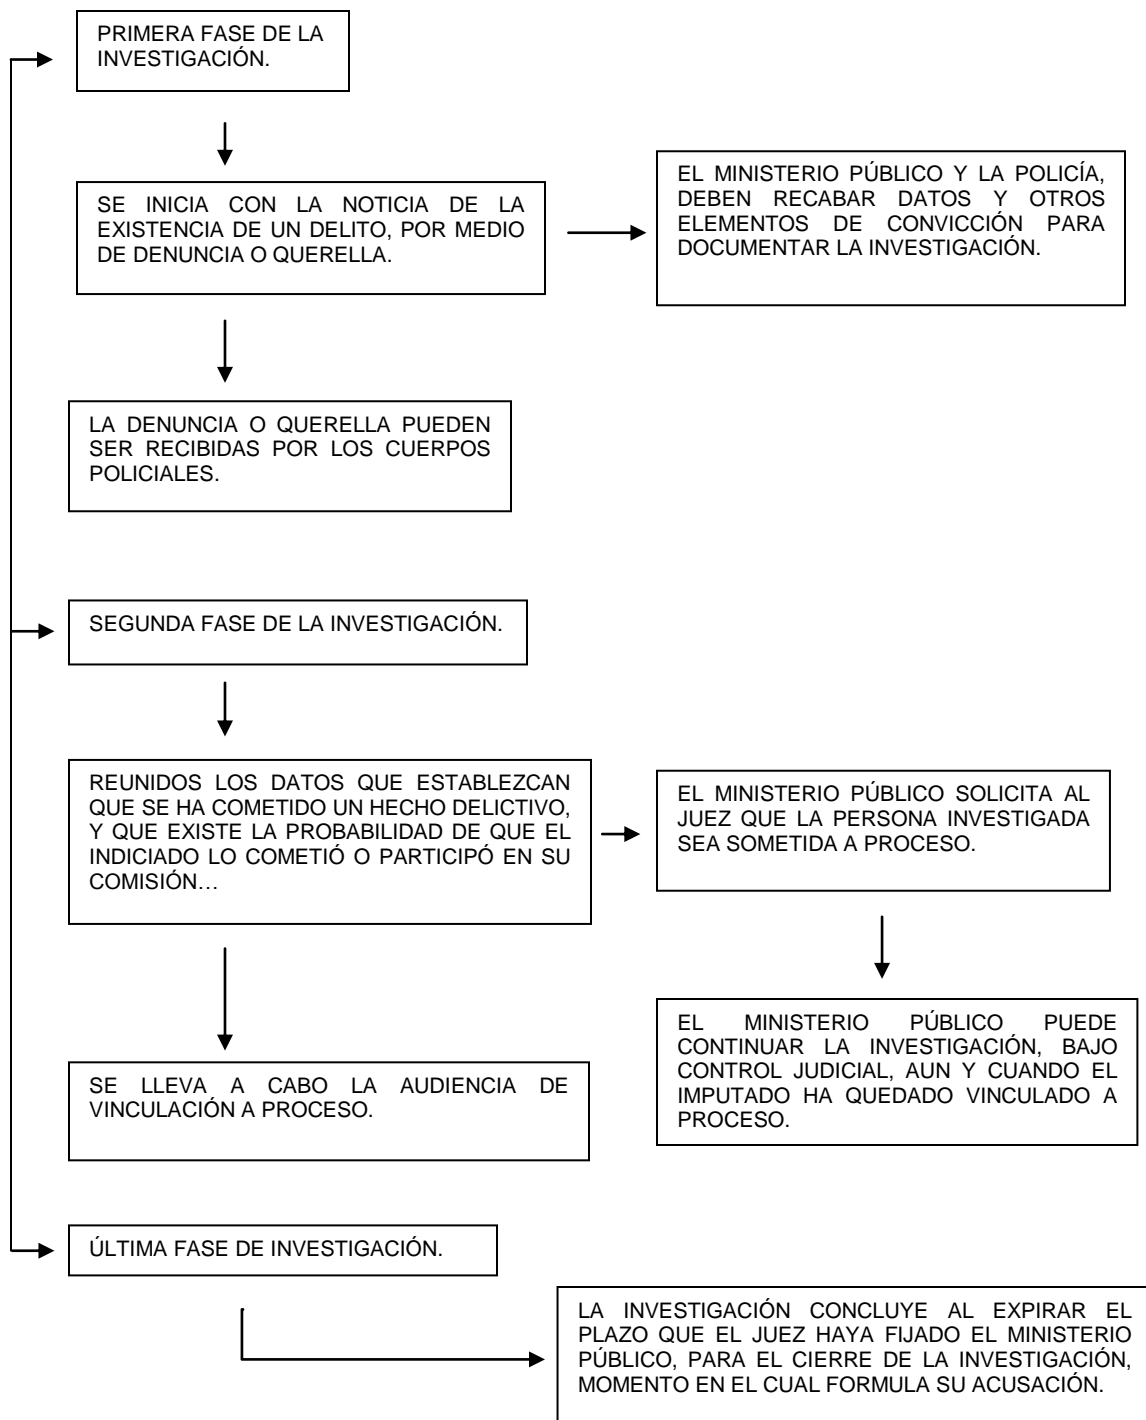 PRIMERA FASE DE LA
INVESTIGACIÓN.
SE INICIA CON LA NOTICIA DE LA
EXISTENCIA DE UN DELITO, POR MEDIO
DE DENUNCIA O QUERELLA.
EL MINISTERIO PÚBLICO Y LA POLICÍA,
DEBEN RECABAR DATOS Y OTROS
ELEMENTOS DE CONVICCIÓN PARA
DOCUMENTAR LA INVESTIGACIÓN.
LA DENUNCIA O QUERELLA PUEDEN
SER RECIBIDAS POR LOS CUERPOS
POLICIALES.
SEGUNDA FASE DE LA INVESTIGACIÓN.
REUNIDOS LOS DATOS QUE ESTABLEZCAN
QUE SE HA COMETIDO UN HECHO DELICTIVO,
Y QUE EXISTE LA PROBABILIDAD DE QUE EL
INDICIADO LO COMETIÓ O PARTICIPÓ EN SU
COMISIÓN…
EL MINISTERIO PÚBLICO SOLICITA AL
JUEZ QUE LA PERSONA INVESTIGADA
SEA SOMETIDA A PROCESO.
EL MINISTERIO PÚBLICO PUEDE
CONTINUAR LA INVESTIGACIÓN, BAJO
CONTROL JUDICIAL, AUN Y CUANDO EL
IMPUTADO HA QUEDADO VINCULADO A
PROCESO.
SE LLEVA A CABO LA AUDIENCIA DE
VINCULACIÓN A PROCESO.
ÚLTIMA FASE DE INVESTIGACIÓN.
LA INVESTIGACIÓN CONCLUYE AL EXPIRAR EL
PLAZO QUE EL JUEZ HAYA FIJADO EL MINISTERIO
PÚBLICO, PARA EL CIERRE DE LA INVESTIGACIÓN,
MOMENTO EN EL CUAL FORMULA SU ACUSACIÓN.